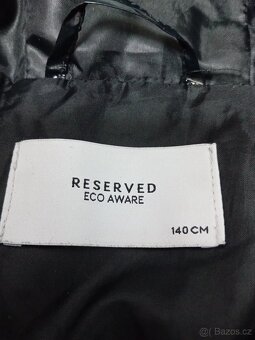 RESERVED
ECO AWARE
140 CM
Bazos.cz